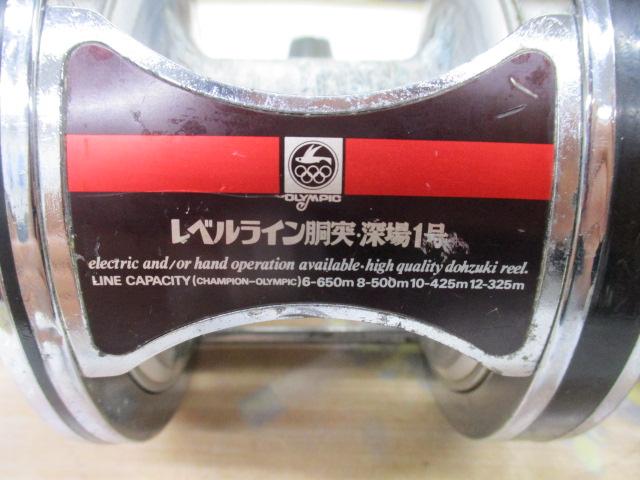 OLYMPIC
レベルライン胴突・深場1号
electric and/or hand operation available・high quality dohzuki reel.
LINE CAPACITY (CHAMPION-OLYMPIC) 6-650m 8-500m 10-425m 12-325m